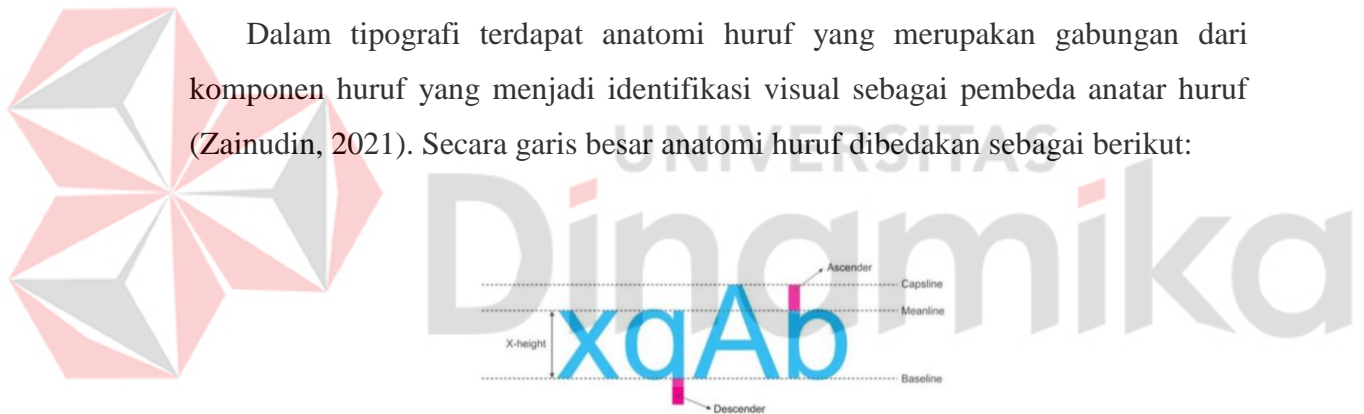 Dalam tipografi terdapat anatomi huruf yang merupakan gabungan dari
komponen huruf yang menjadi identifikasi visual sebagai pembeda anatar huruf
(Zainudin, 2021). Secara garis besar anatomi huruf dibedakan sebagai berikut:
UNIVERSITAS
Dinamika
Ascender
Capsline
Meanline
X-height
xqAb
Baseline
Descender